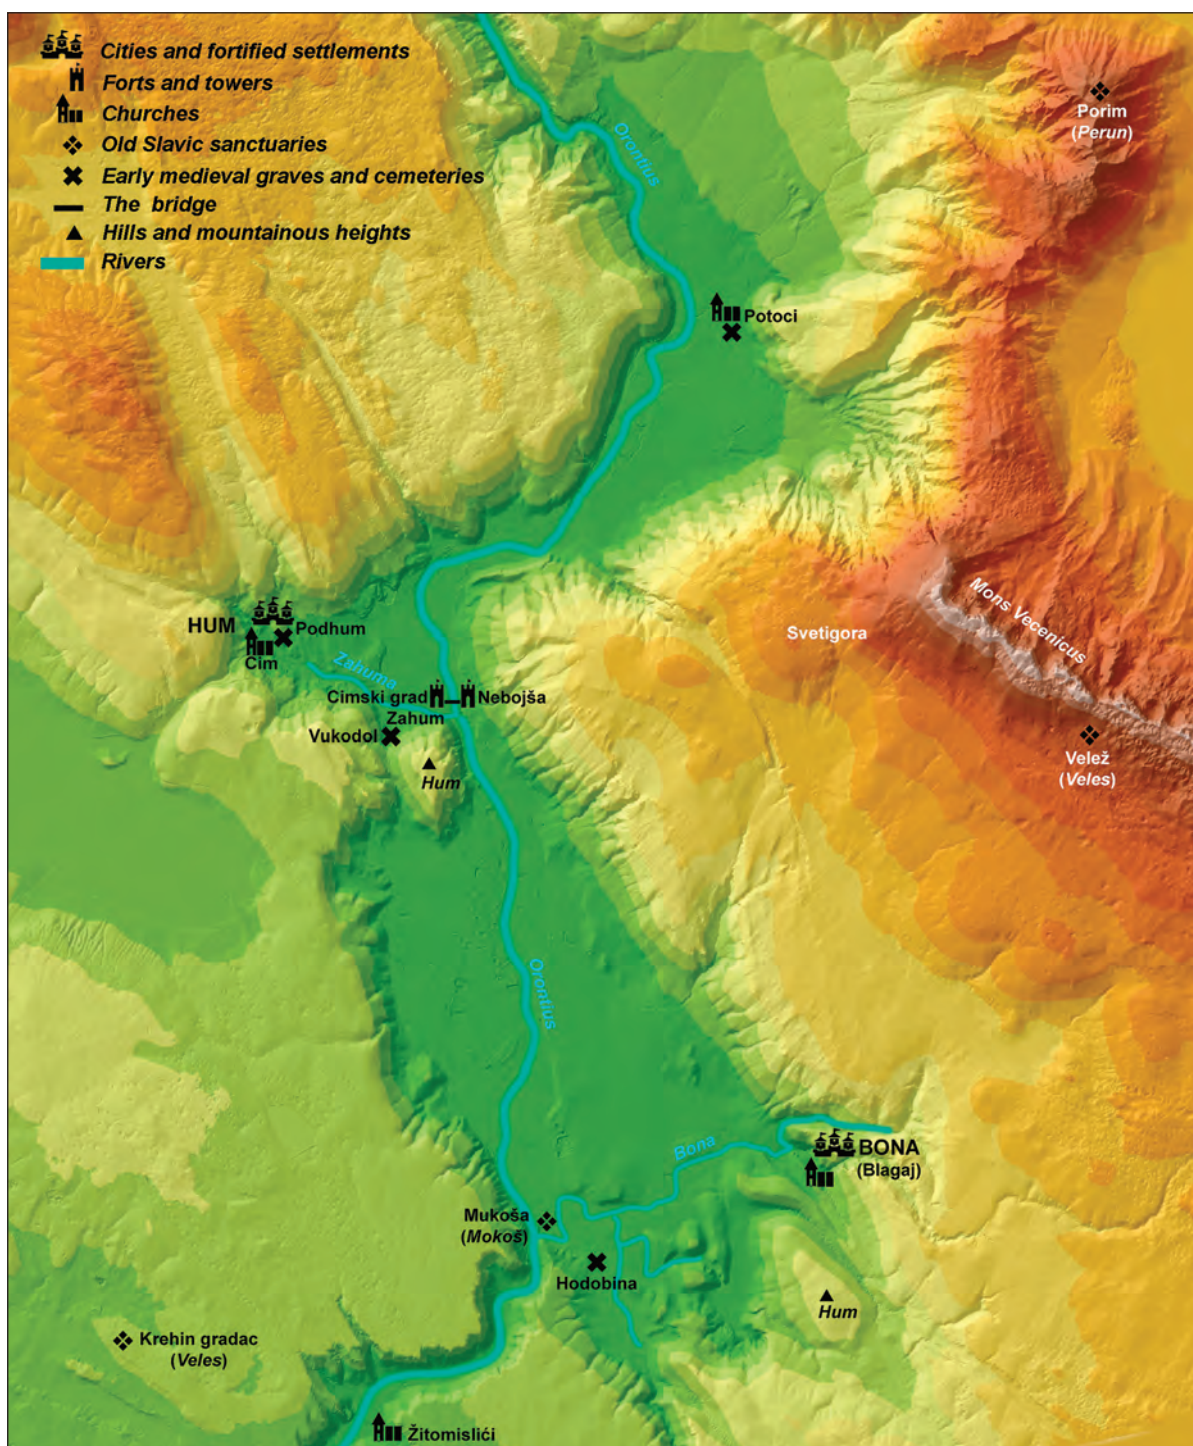 Cities and fortified settlements
Forts and towers
Churches
Old Slavic sanctuaries
Early medieval graves and cemeteries
The bridge
Hills and mountainous heights
Rivers
Orontius
Porim
(Perun)
Potoci
Mons Vecenicus
HUM
Podhum
Cim
Svetigora
Zahuma
Cimski grad
Nebojša
Zahum
Vukodol
Hum
Velež
(Veles)
Orontius
Bona
BONA
(Blagaj)
Mukoša
(Mokoš)
Hodobina
Hum
Krehin gradac
(Veles)
Žitomislići